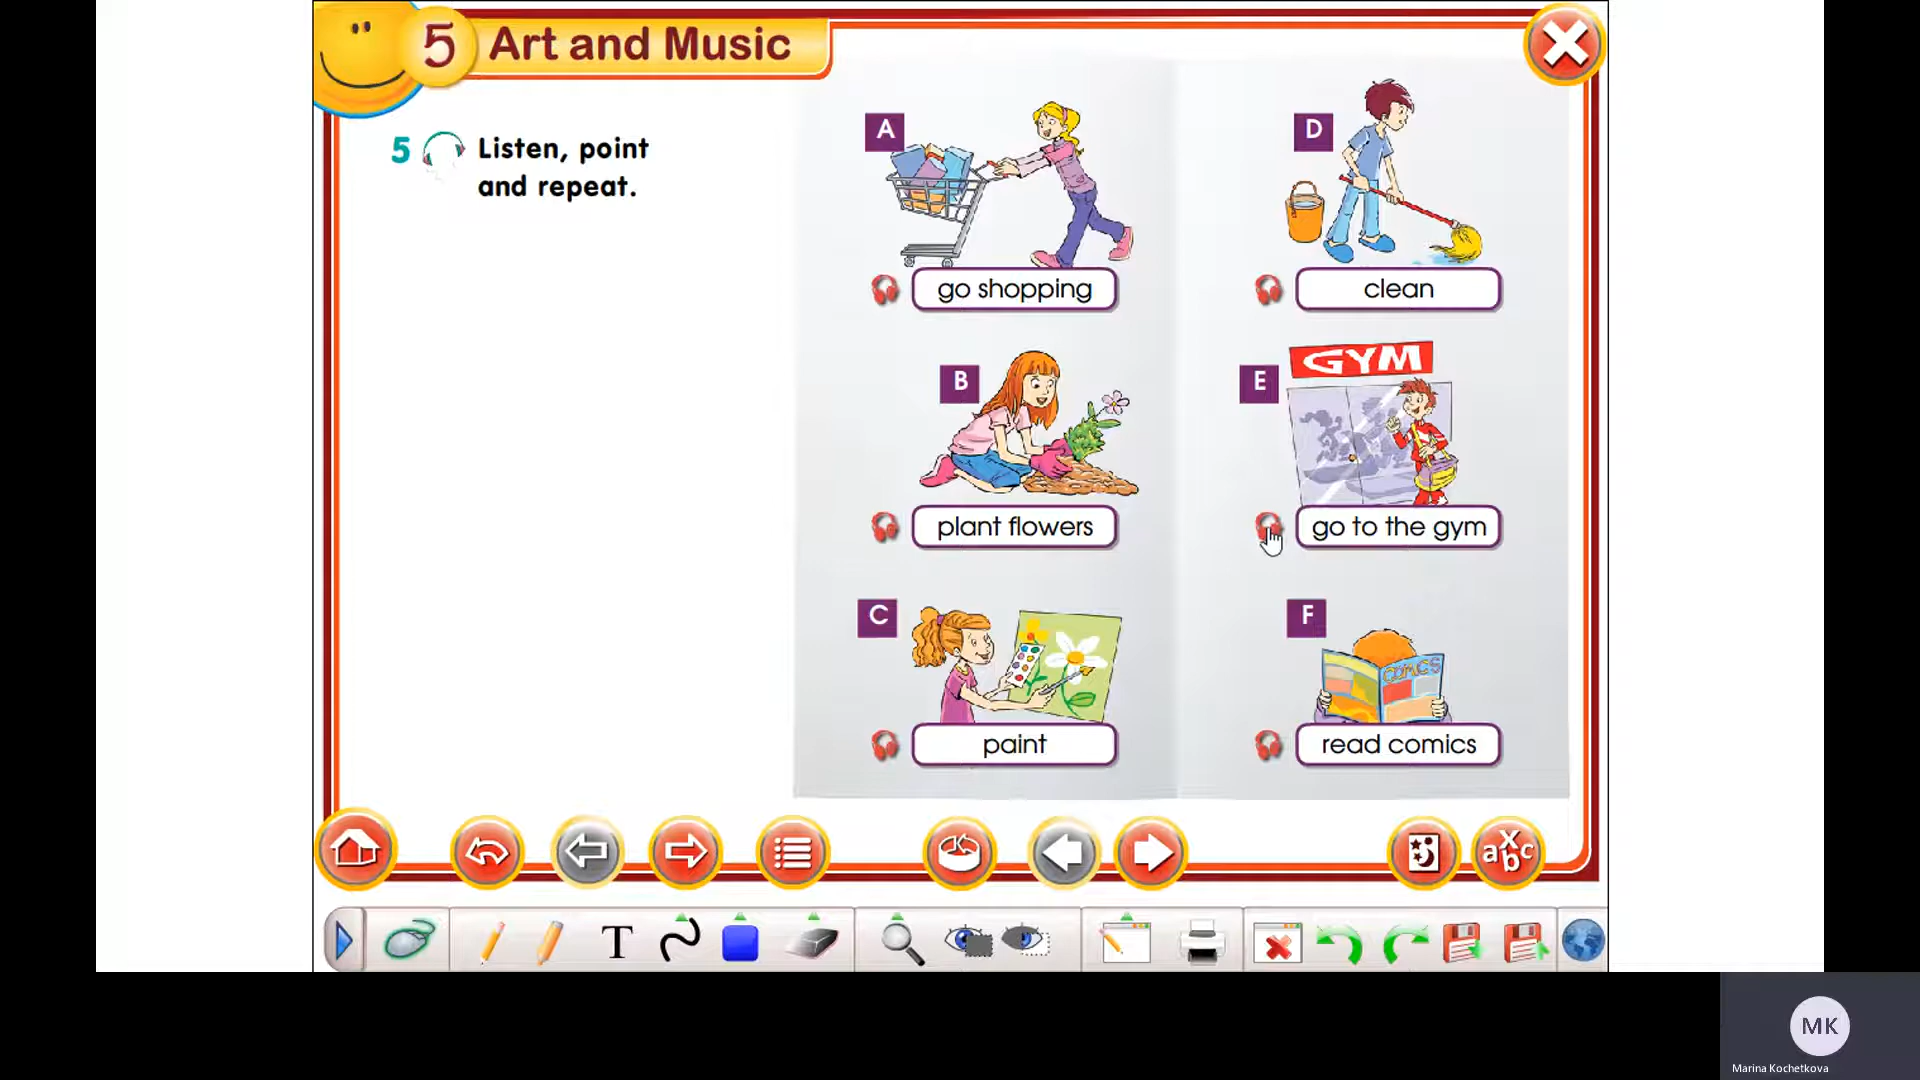 5 Art and Music
5 Listen, point
and repeat.
A
go shopping
B
plant flowers
C
paint
D
clean
GYM
E
go to the gym
F
COMICS
read comics
a x b c
T
MK
Marina Kochetkova